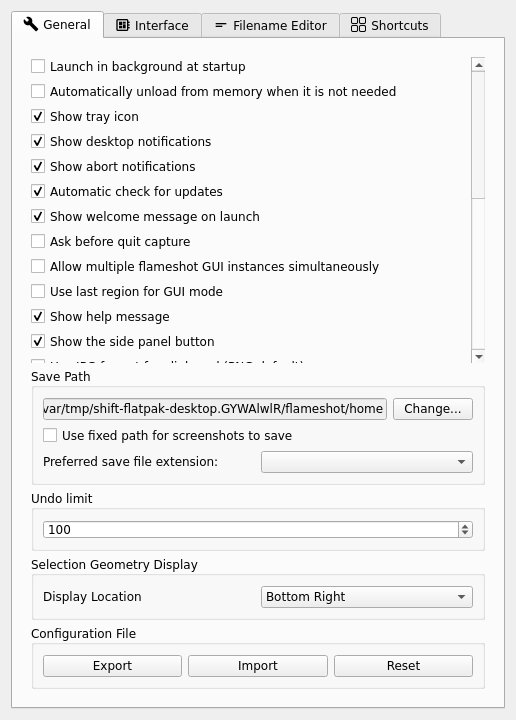 General Interface Filename Editor Shortcuts
Launch in background at startup
Automatically unload from memory when it is not needed
Show tray icon
Show desktop notifications
Show abort notifications
Automatic check for updates
Show welcome message on launch
Ask before quit capture
Allow multiple flameshot GUI instances simultaneously
Use last region for GUI mode
Show help message
Show the side panel button
Save Path
var/tmp/shift-flatpak-desktop.GYWAlwlR/flameshot/home Change...
Use fixed path for screenshots to save
Preferred save file extension:
Undo limit
100
Selection Geometry Display
Display Location Bottom Right
Configuration File
Export Import Reset